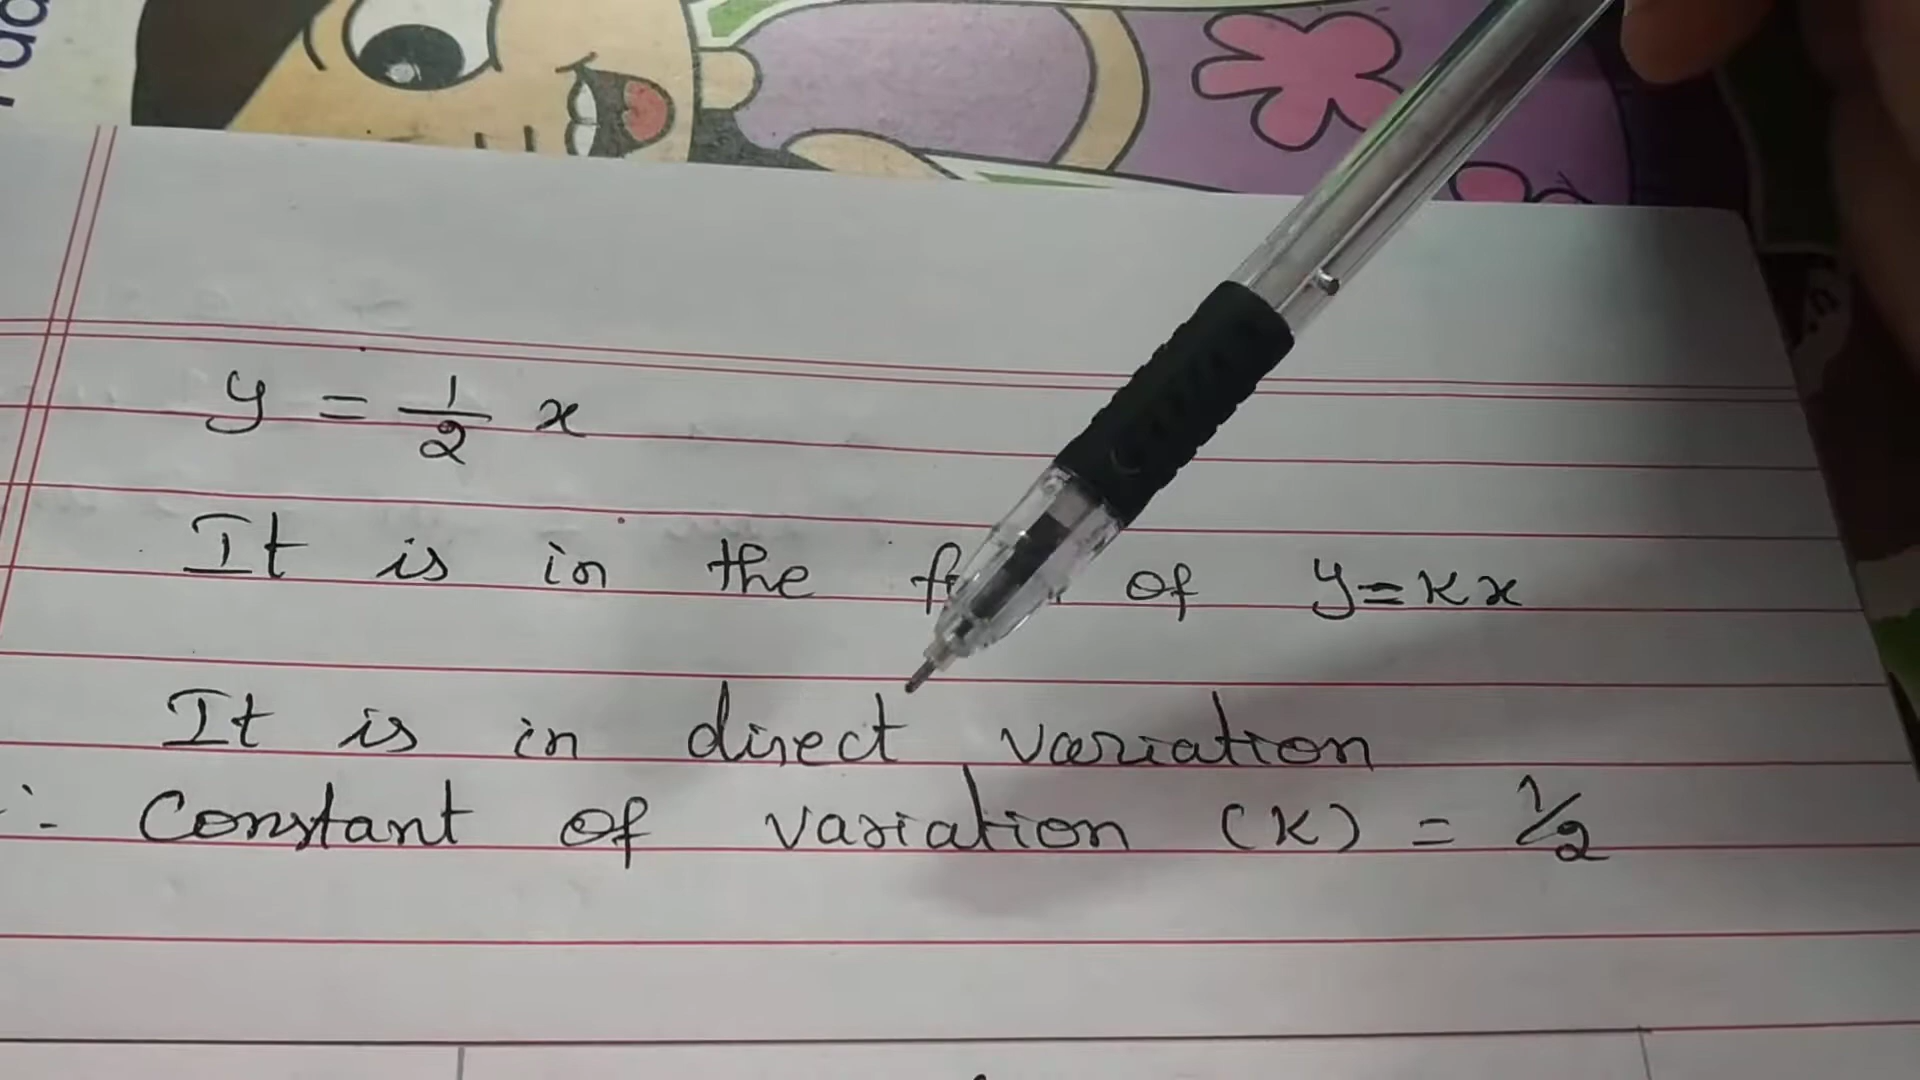 y = 1/2 x
It is in the of y=kx
It is in direct variation
∴ Constant of variation (k) = 1/2